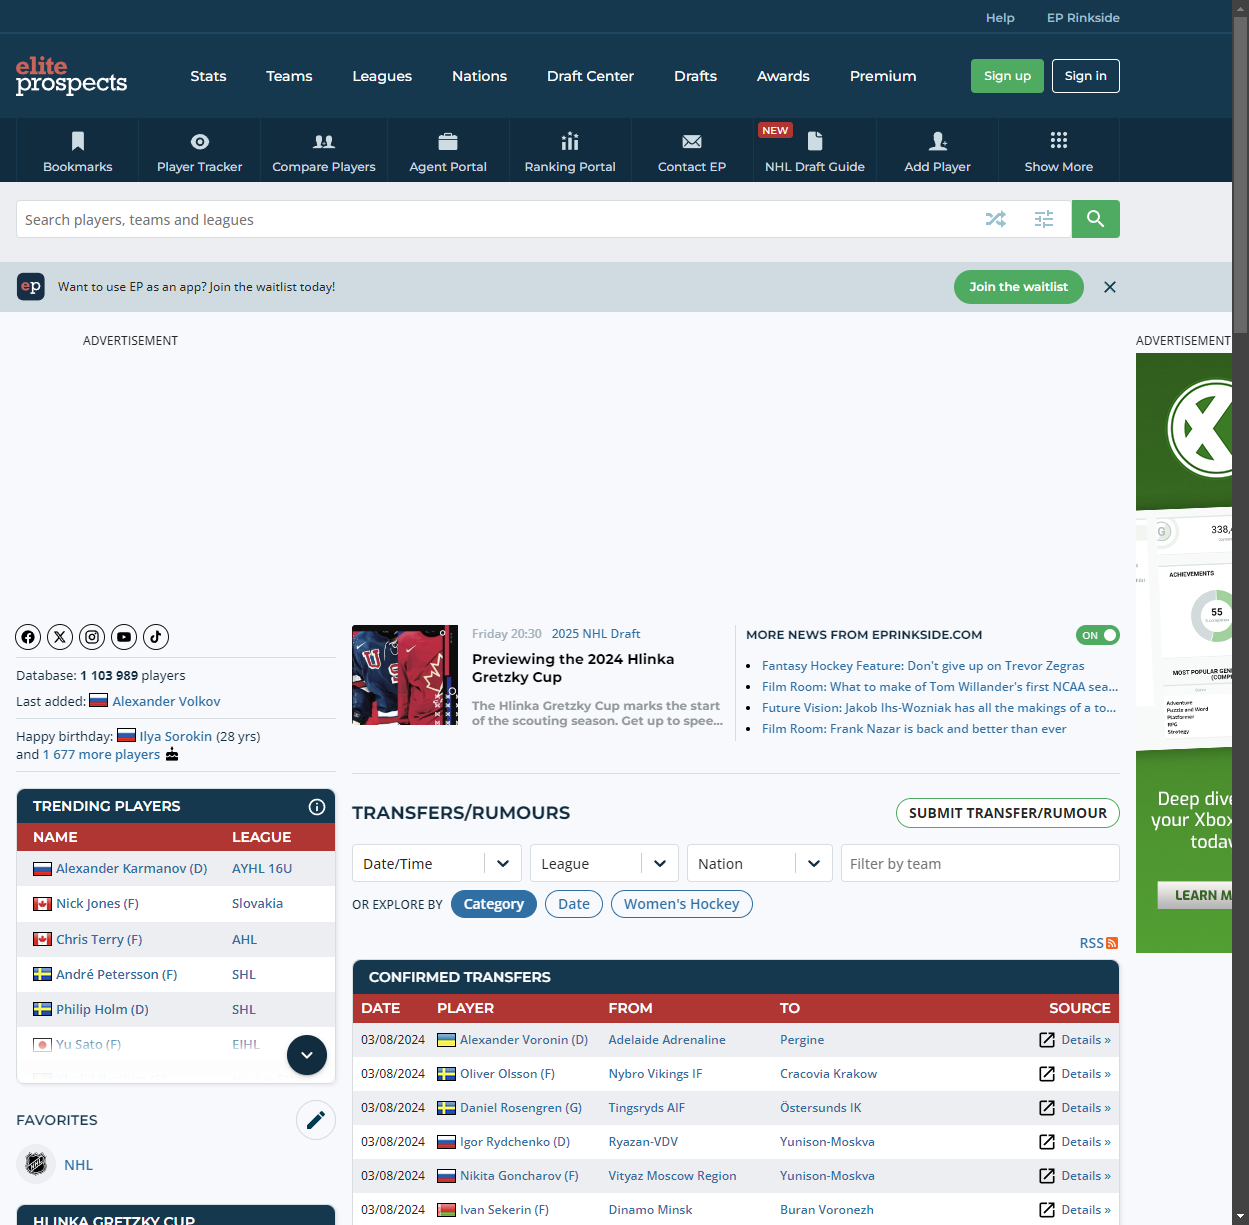 Help EP Rinkside
elite prospects
Stats Teams Leagues Nations Draft Center Drafts Awards Premium Sign up Sign in
NEW
Bookmarks Player Tracker Compare Players Agent Portal Ranking Portal Contact EP NHL Draft Guide Add Player Show More
Search players, teams and leagues
ep Want to use EP as an app? Join the waitlist today! Join the waitlist
ADVERTISEMENT
ADVERTISEMENT
Database: 1 103 989 players
Last added: Alexander Volkov
Happy birthday: Ilya Sorokin (28 yrs)
and 1 677 more players
Friday 20:30 2025 NHL Draft
Previewing the 2024 Hlinka
Gretzky Cup
The Hlinka Gretzky Cup marks the start
of the scouting season. Get up to spee...
MORE NEWS FROM EPRINKSIDE.COM ON
Fantasy Hockey Feature: Don't give up on Trevor Zegras
Film Room: What to make of Tom Willander's first NCAA sea...
Future Vision: Jakob Ihs-Wozniak has all the makings of a to...
Film Room: Frank Nazar is back and better than ever
TRENDING PLAYERS
NAME LEAGUE
Alexander Karmanov (D) AYHL 16U
Nick Jones (F) Slovakia
Chris Terry (F) AHL
André Petersson (F) SHL
Philip Holm (D) SHL
Yu Sato (F) EIHL
FAVORITES
NHL
HLINKA GRETZKY CUP
TRANSFERS/RUMOURS SUBMIT TRANSFER/RUMOUR
Date/Time League Nation Filter by team
OR EXPLORE BY Category Date Women's Hockey
RSS
CONFIRMED TRANSFERS
DATE PLAYER FROM TO SOURCE
03/08/2024 Alexander Voronin (D) Adelaide Adrenaline Pergine Details »
03/08/2024 Oliver Olsson (F) Nybro Vikings IF Cracovia Krakow Details »
03/08/2024 Daniel Rosengren (G) Tingsryds AIF Östersunds IK Details »
03/08/2024 Igor Rydchenko (D) Ryazan-VDV Yunison-Moskva Details »
03/08/2024 Nikita Goncharov (F) Vityaz Moscow Region Yunison-Moskva Details »
03/08/2024 Ivan Sekerin (F) Dinamo Minsk Buran Voronezh Details »
G 338,4
ACHIEVEMENTS
55
MOST POPULAR GEN
(COMP
Adventure
Puzzle and Word
Platformer
RPG
Strategy
Deep dive
your Xbox
today
LEARN M